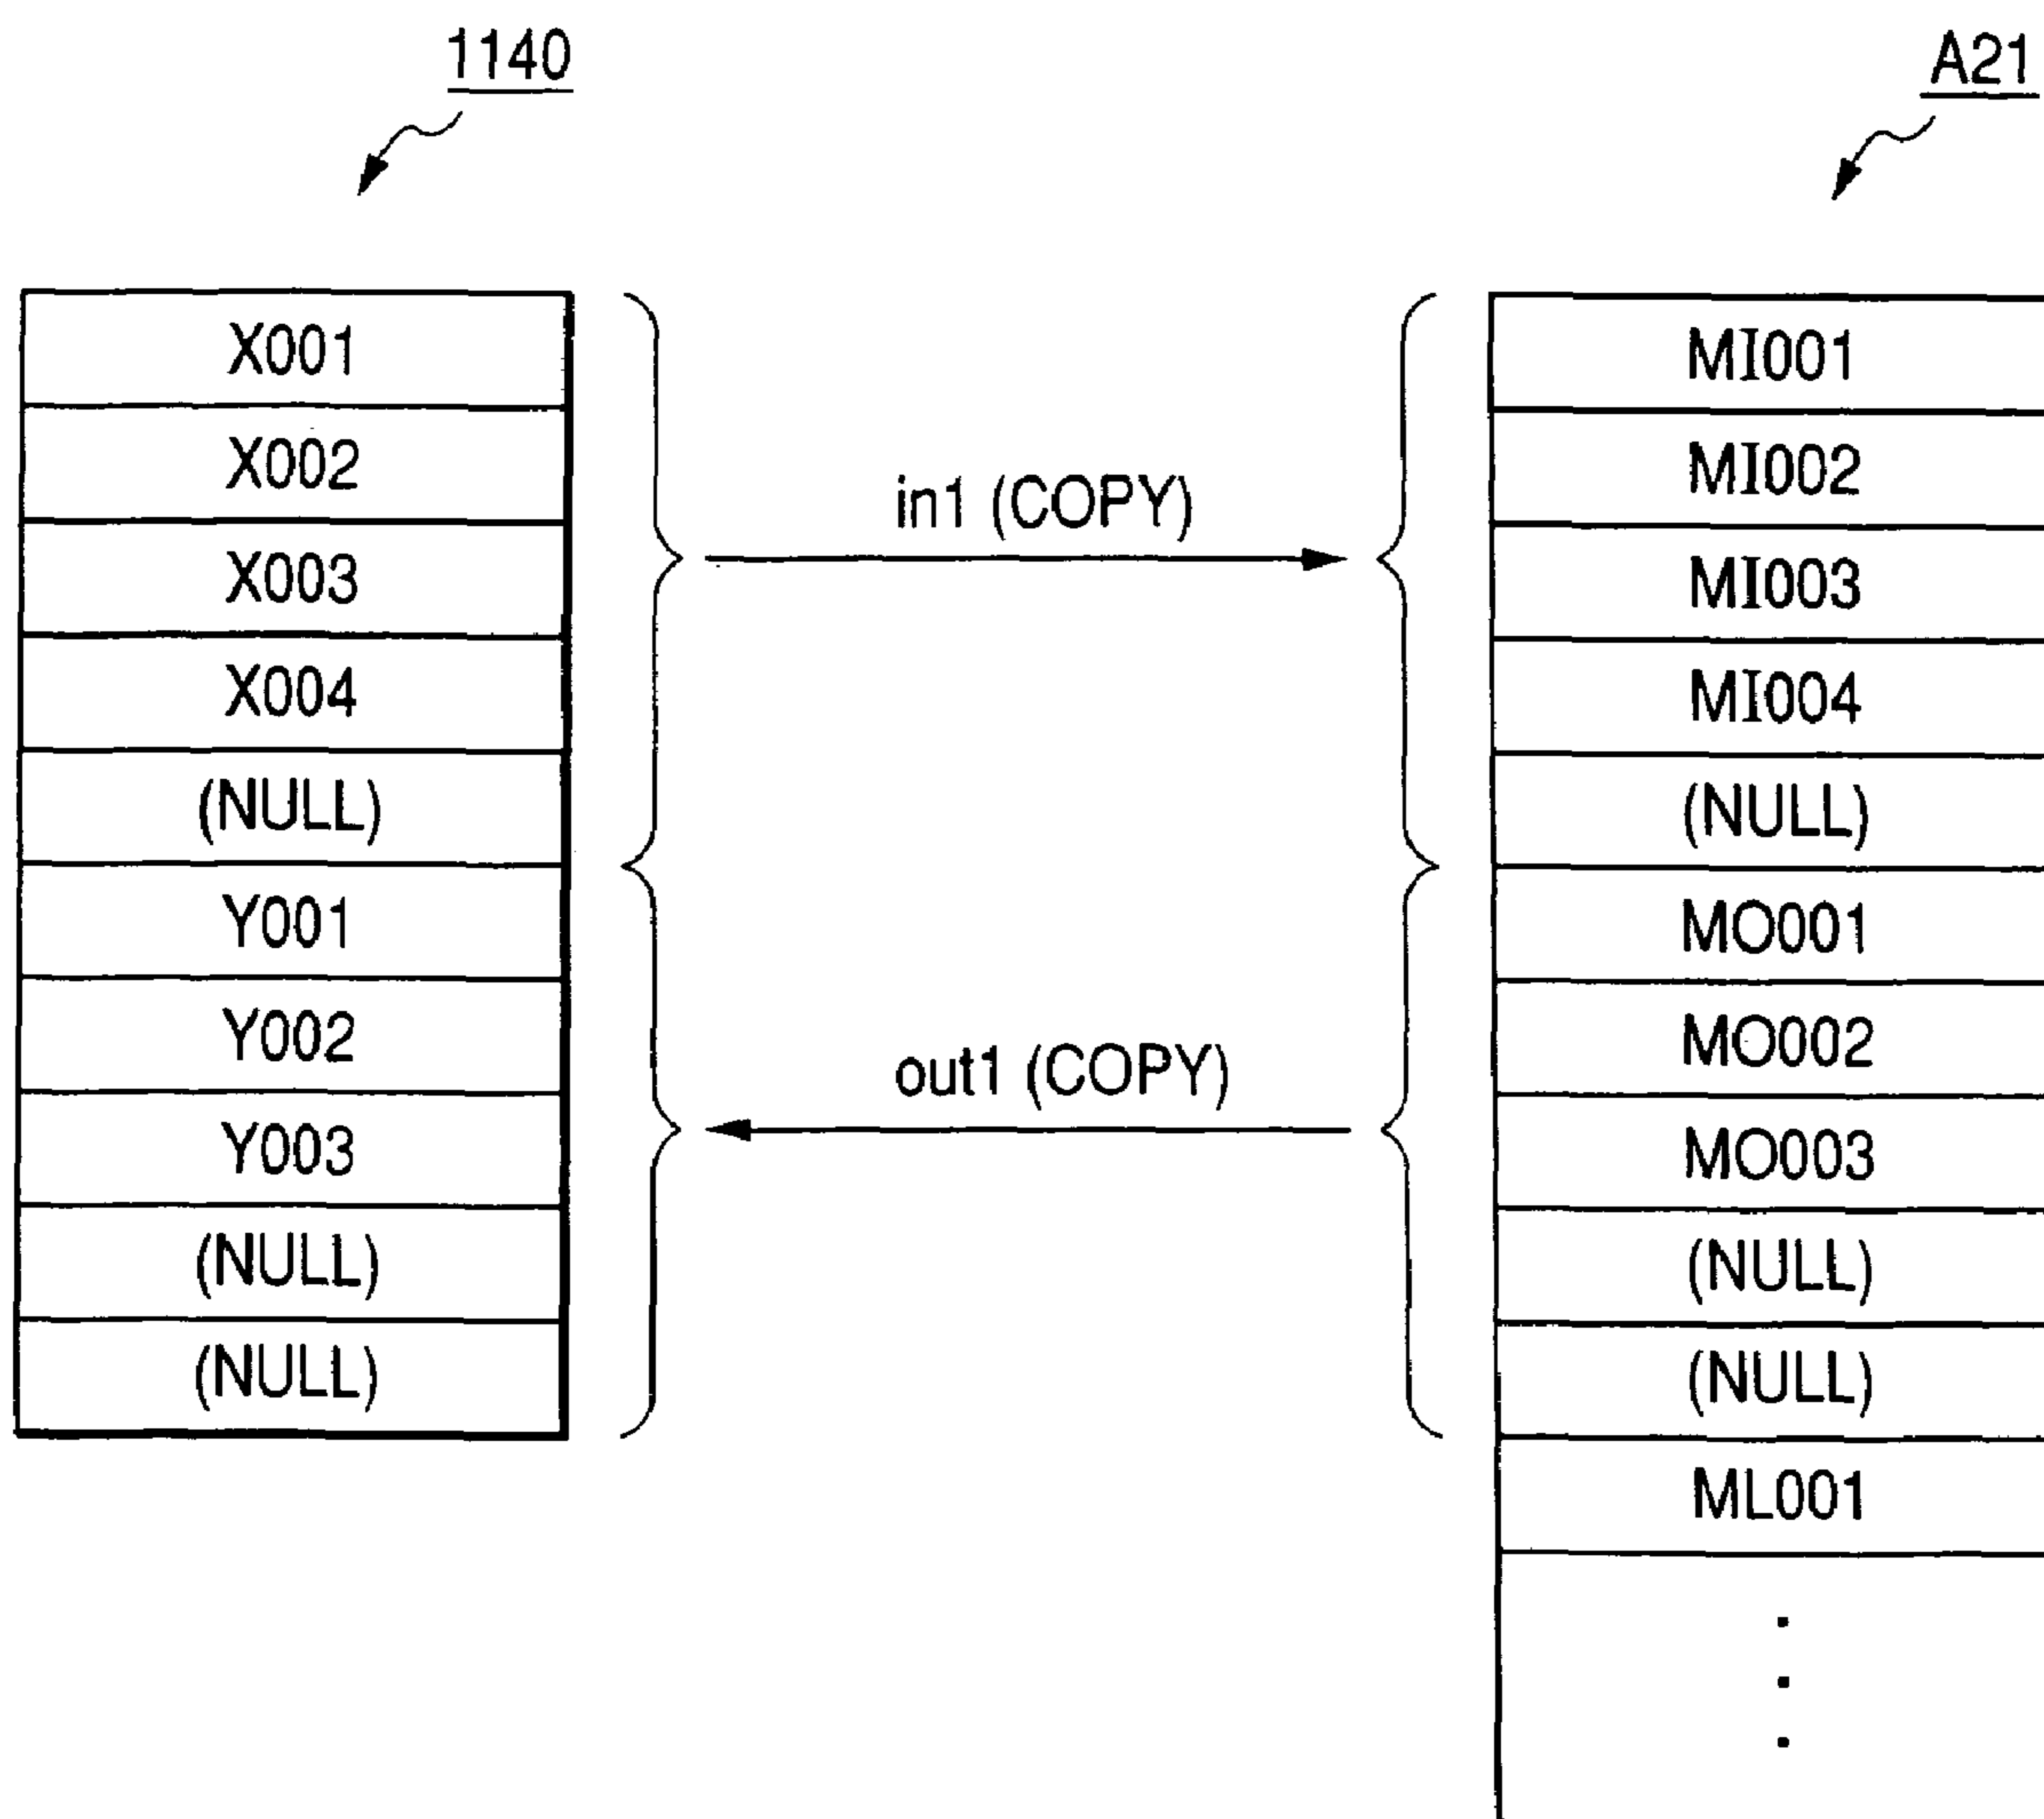 1140
A21
X001
X002
X003
X004
(NULL)
Y001
Y002
Y003
(NULL)
(NULL)
in1 (COPY)
out1 (COPY)
MI001
MI002
MI003
MI004
(NULL)
MO001
MO002
MO003
(NULL)
(NULL)
ML001